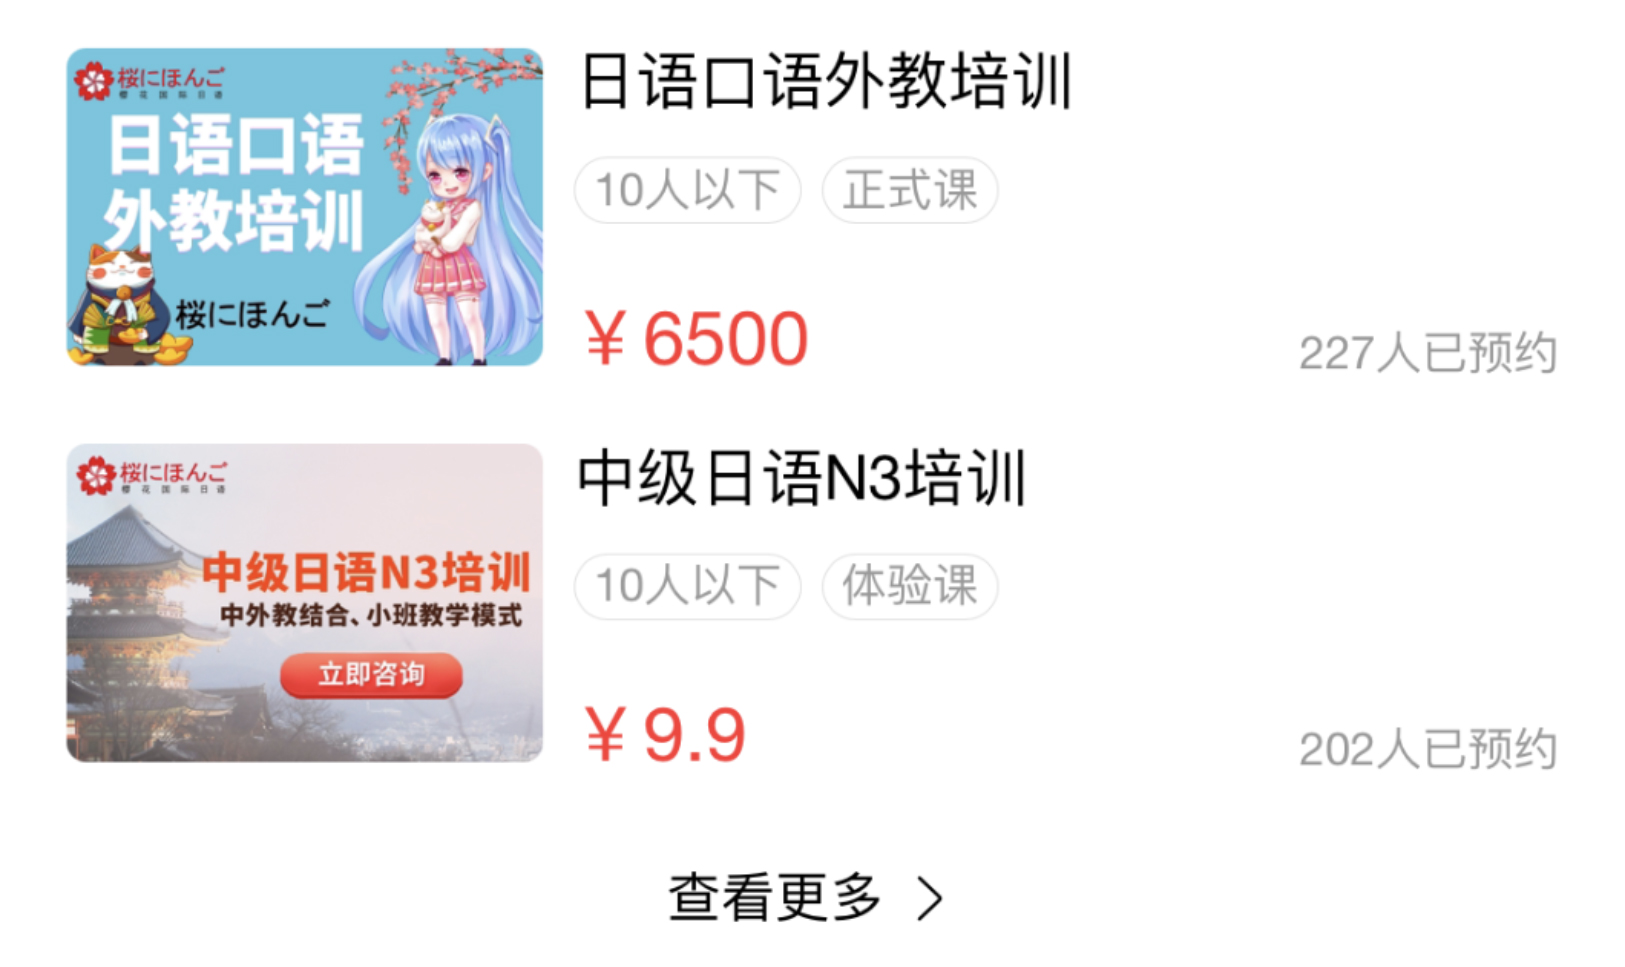 桜にほんご
樱花国际日语
日语口语
外教培训
桜にほんご
日语口语外教培训
10人以下 正式课
¥6500
227人已预约
桜にほんご
樱花国际日语
中级日语N3培训
中外教结合、小班教学模式
立即咨询
中级日语N3培训
10人以下 体验课
¥9.9
202人已预约
查看更多 >